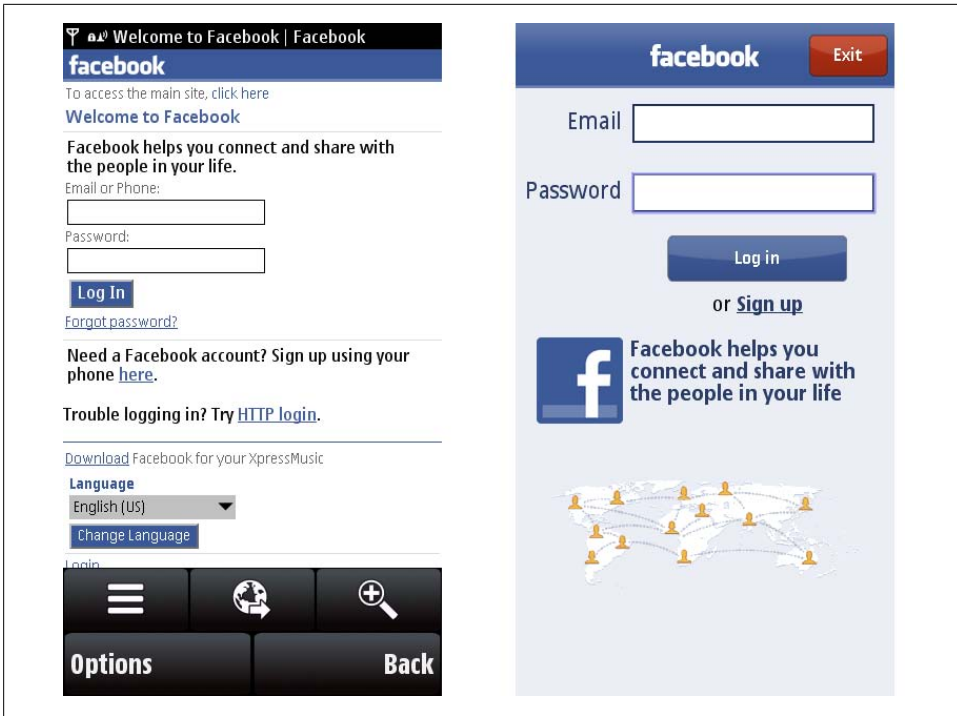 Welcome to Facebook | Facebook
facebook
To access the main site, click here
Welcome to Facebook
Facebook helps you connect and share with
the people in your life.
Email or Phone:
Password:
Log In
Forgot password?
Need a Facebook account? Sign up using your
phone here.
Trouble logging in? Try HTTP login.
Download Facebook for your XpressMusic
Language
English (US)
Change Language
Login
Options
Back
facebook
Exit
Email
Password
Log in
or Sign up
f
Facebook helps you
connect and share with
the people in your life